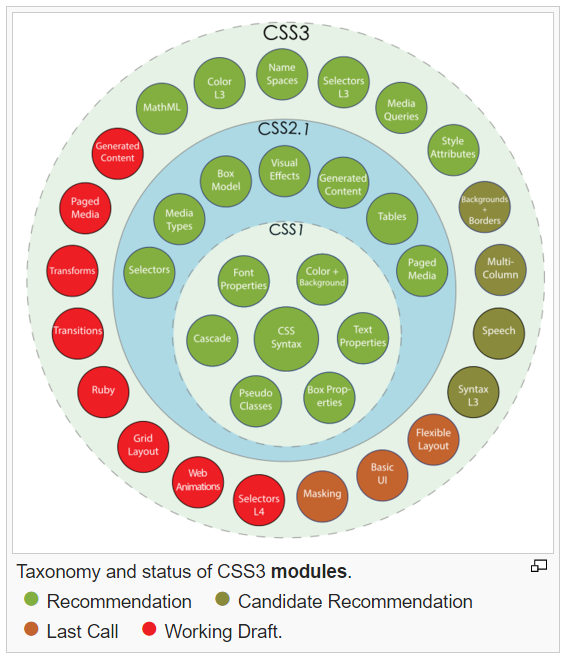 CSS3
Name
Spaces
Color
L3
Selectors
L3
MathML
Media
Queries
Style
Attributes
Generated
Content
Paged
Media
Transforms
Transitions
Ruby
Grid
Layout
Web
Animations
Selectors
L4
Masking
Basic
UI
Flexible
Layout
Syntax
L3
Speech
Multi-
Column
Backgrounds
+
Borders
CSS2.1
Visual
Effects
Box
Model
Generated
Content
Media
Types
Tables
Selectors
Paged
Media
CSS1
Font
Properties
Color +
Background
Cascade
CSS
Syntax
Text
Properties
Pseudo
Classes
Box Prop-
erties
Taxonomy and status of CSS3 modules.
Recommendation Candidate Recommendation
Last Call Working Draft.